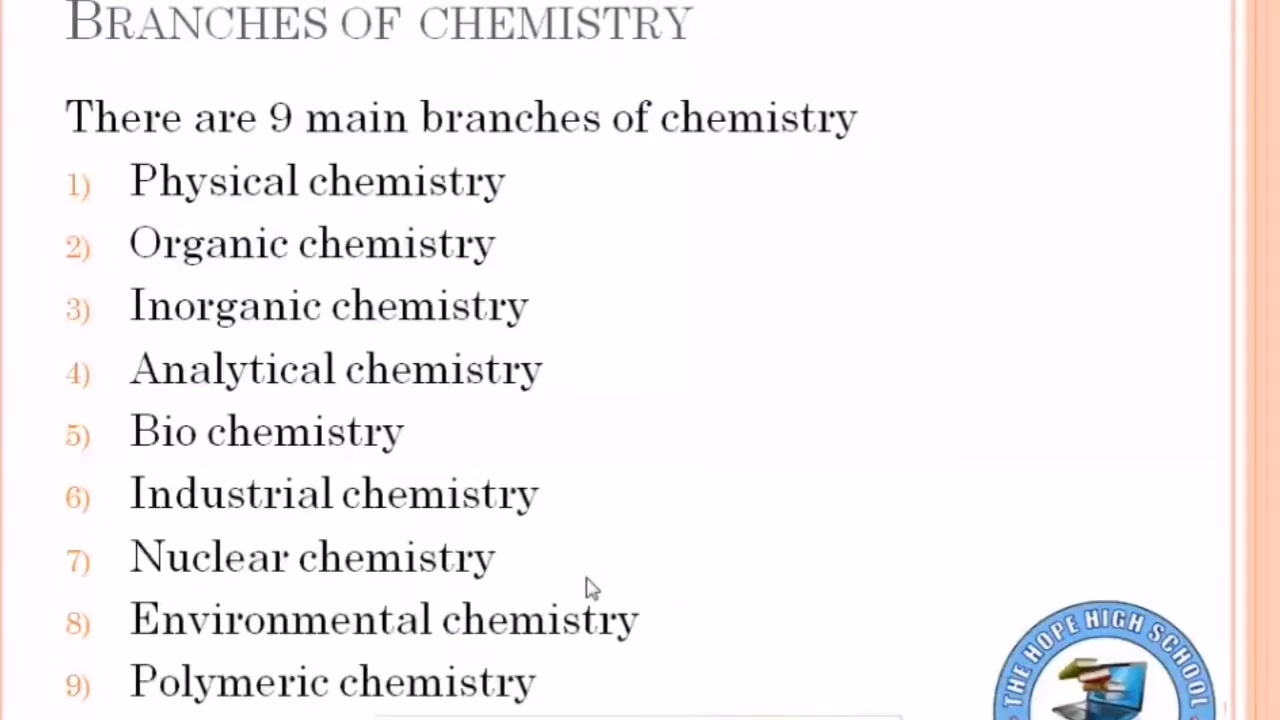 BRANCHES OF CHEMISTRY
There are 9 main branches of chemistry
1) Physical chemistry
2) Organic chemistry
3) Inorganic chemistry
4) Analytical chemistry
5) Bio chemistry
6) Industrial chemistry
7) Nuclear chemistry
8) Environmental chemistry
9) Polymeric chemistry
THE HOPE HIGH SCHOOL